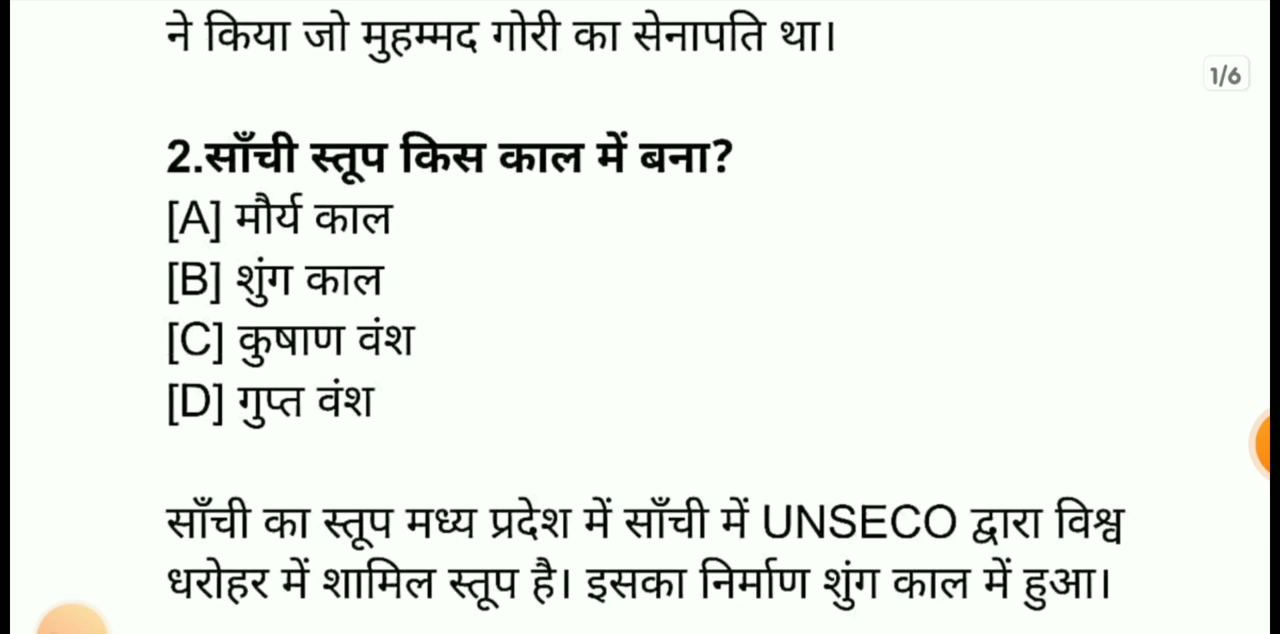 ने किया जो मुहम्मद गोरी का सेनापति था।
1/6
2.साँची स्तूप किस काल में बना?
[A] मौर्य काल
[B] शुंग काल
[C] कुषाण वंश
[D] गुप्त वंश
साँची का स्तूप मध्य प्रदेश में साँची में UNSECO द्वारा विश्व
धरोहर में शामिल स्तूप है। इसका निर्माण शुंग काल में हुआ।